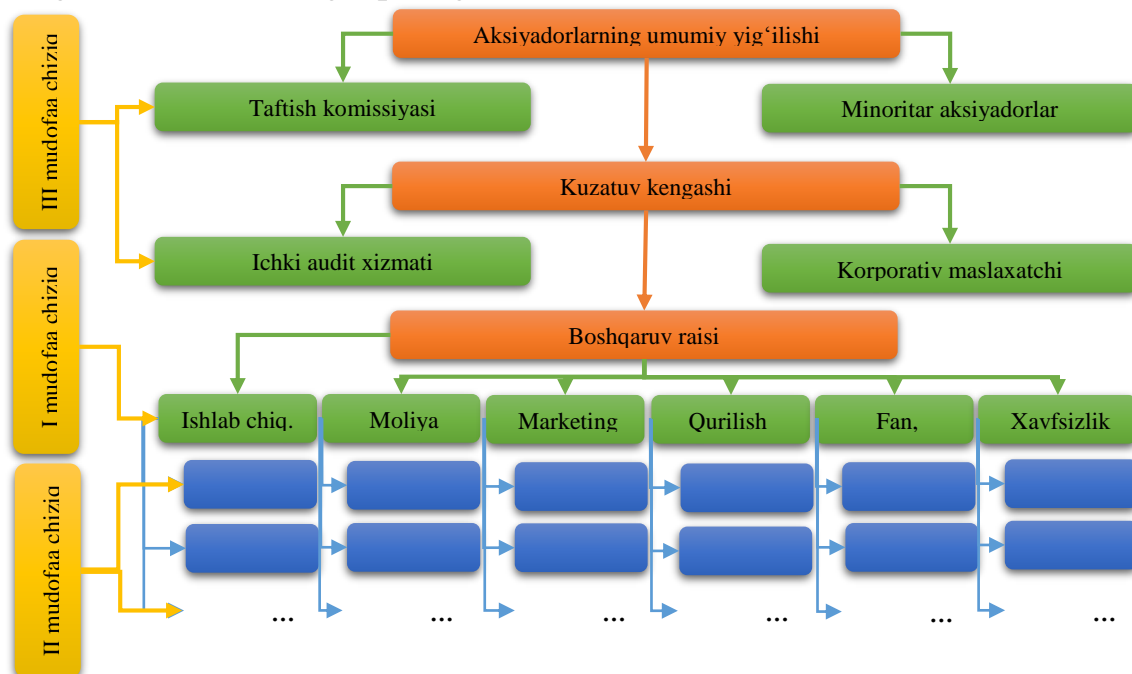 Aksiyadorlarning umumiy yig‘ilishi
III mudofaa chizig
Taftish komissiyasi
Minoritar aksiyadorlar
Kuzatuv kengashi
Ichki audit xizmati
Korporativ maslaxatchi
I mudofaa chizig
Boshqaruv raisi
Ishlab chiq.
Moliya
Marketing
Qurilish
Fan,
Xavfsizlik
II mudofaa chizig
... ... ... ... ... ...